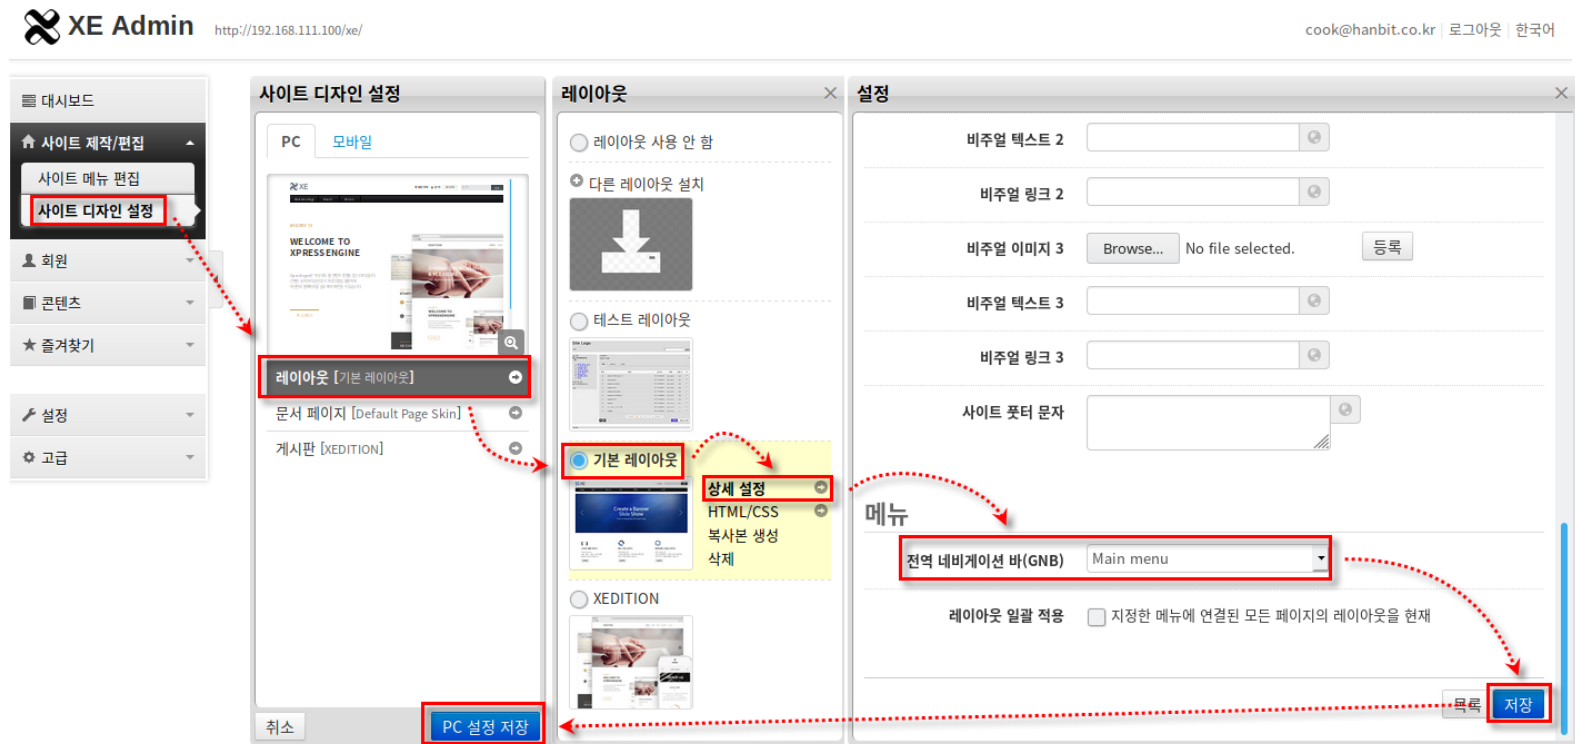 XE Admin
http://192.168.111.100/xe/
cook@hanbit.co.kr | 로그아웃 | 한국어
대시보드
사이트 제작/편집
사이트 메뉴 편집
사이트 디자인 설정
회원
콘텐츠
즐겨찾기
설정
고급
사이트 디자인 설정
PC
모바일
XE
WELCOME TO
XPRESSENGINE
레이아웃 [기본 레이아웃]
문서 페이지 [Default Page Skin]
게시판 [XEDITION]
취소
PC 설정 저장
레이아웃
레이아웃 사용 안 함
다른 레이아웃 설치
테스트 레이아웃
Site Logo
기본 레이아웃
Create a Banner
Slide Show
상세 설정
HTML/CSS
복사본 생성
삭제
XEDITION
설정
비주얼 텍스트 2
비주얼 링크 2
비주얼 이미지 3
Browse...
No file selected.
등록
비주얼 텍스트 3
비주얼 링크 3
사이트 풋터 문자
메뉴
전역 네비게이션 바(GNB)
Main menu
레이아웃 일괄 적용
지정한 메뉴에 연결된 모든 페이지의 레이아웃을 현재
목록
저장